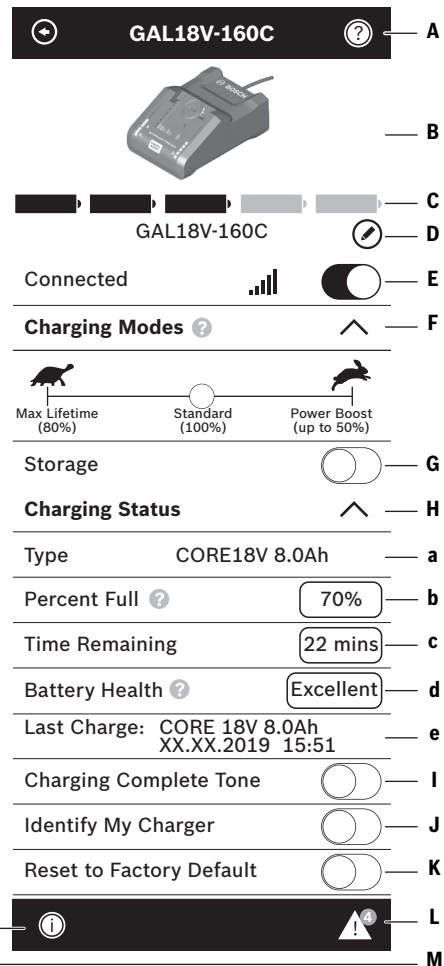 GAL18V-160C ? A
BOSCH
B
C
GAL18V-160C D
Connected E
Charging Modes ? F
Max Lifetime (80%)
Standard (100%)
Power Boost (up to 50%)
Storage G
Charging Status H
Type CORE18V 8.0Ah a
Percent Full ? 70% b
Time Remaining 22 mins c
Battery Health ? Excellent d
Last Charge: CORE 18V 8.0Ah
XX.XX.2019 15:51 e
Charging Complete Tone I
Identify My Charger J
Reset to Factory Default K
i ! 4 L
M